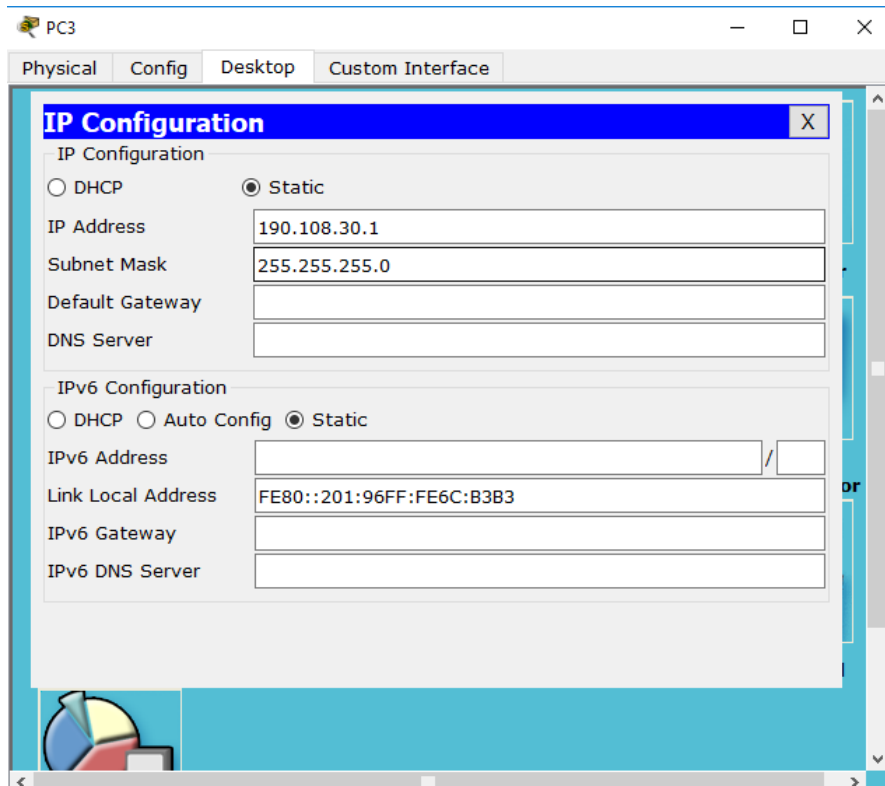 PC3
Physical Config Desktop Custom Interface
IP Configuration X
IP Configuration
DHCP Static
IP Address 190.108.30.1
Subnet Mask 255.255.255.0
Default Gateway
DNS Server
IPv6 Configuration
DHCP Auto Config Static
IPv6 Address /
Link Local Address FE80::201:96FF:FE6C:B3B3
or
IPv6 Gateway
IPv6 DNS Server